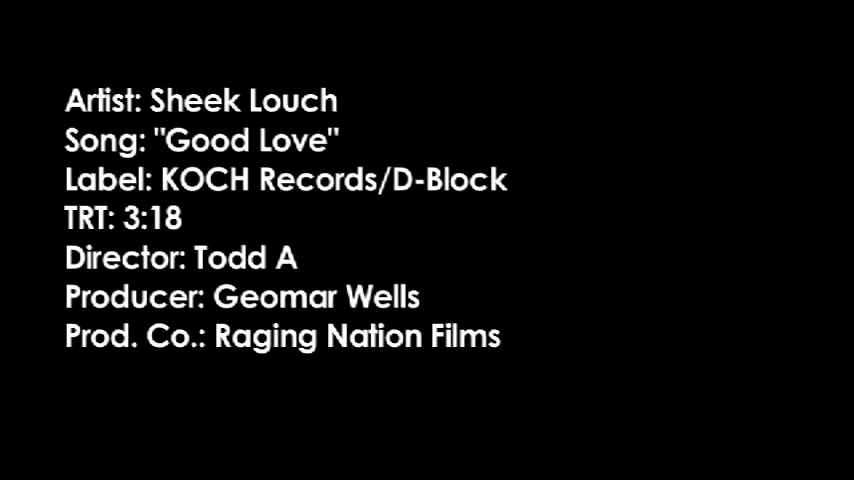 Artist: Sheek Louch
Song: "Good Love"
Label: KOCH Records/D-Block
TRT: 3:18
Director: Todd A
Producer: Geomar Wells
Prod. Co.: Raging Nation Films